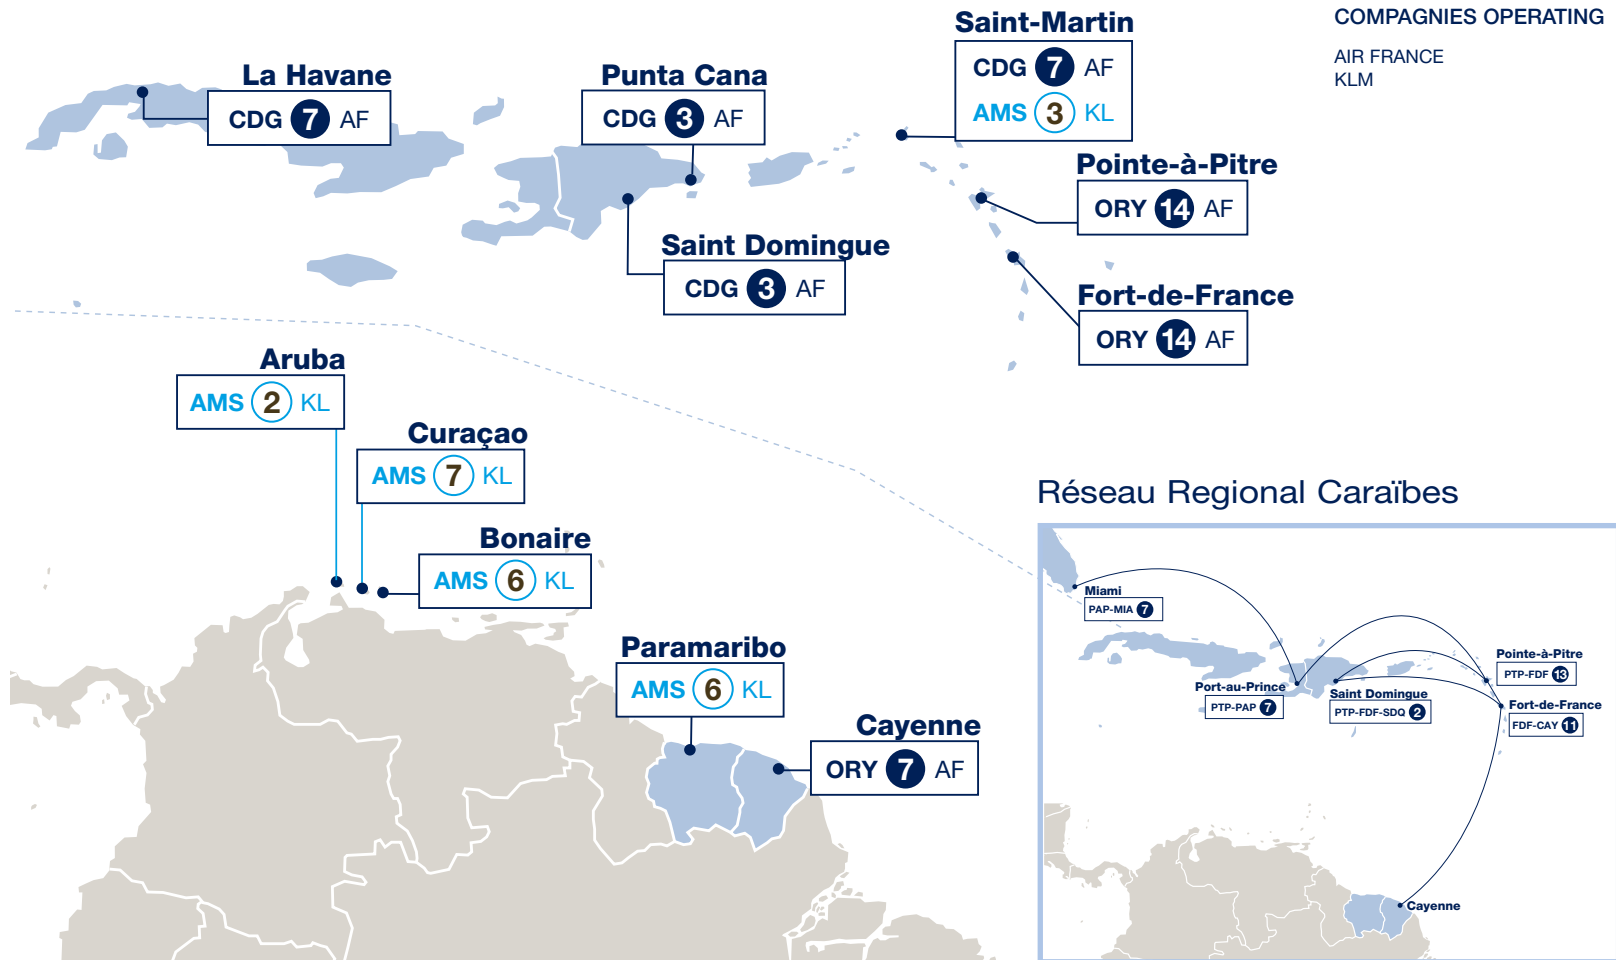 COMPAGNIES OPERATING
AIR FRANCE
KLM
La Havane
CDG 7 AF
Punta Cana
CDG 3 AF
Saint-Martin
CDG 7 AF
AMS 3 KL
Pointe-à-Pitre
ORY 14 AF
Saint Domingue
CDG 3 AF
Fort-de-France
ORY 14 AF
Aruba
AMS 2 KL
Curaçao
AMS 7 KL
Bonaire
AMS 6 KL
Paramaribo
AMS 6 KL
Cayenne
ORY 7 AF
Réseau Regional Caraïbes
Miami
PAP-MIA 7
Pointe-à-Pitre
PTP-FDF 13
Port-au-Prince
PTP-PAP 7
Saint Domingue
PTP-FDF-SDQ 2
Fort-de-France
FDF-CAY 11
Cayenne